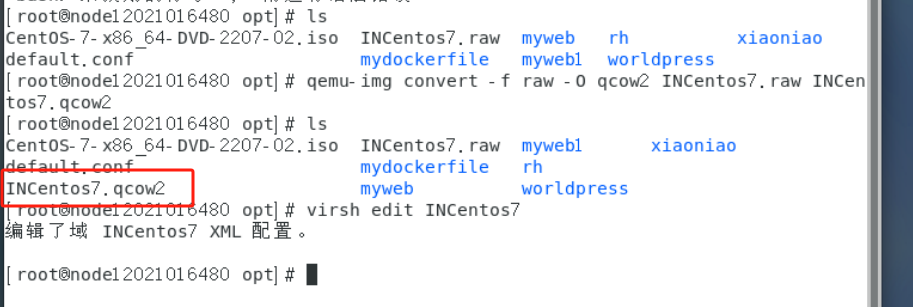 [root@node12021016480 opt]# ls
CentOS-7-x86_64-DVD-2207-02.iso INCentos7.raw myweb rh xiaoniao
default.conf mydockerfile myweb1 worldpress
[root@node12021016480 opt]# qemu-img convert -f raw -O qcow2 INCentos7.raw INCen
tos7.qcow2
[root@node12021016480 opt]# ls
CentOS-7-x86_64-DVD-2207-02.iso INCentos7.raw myweb1 xiaoniao
default.conf mydockerfile rh
INCentos7.qcow2 myweb worldpress
[root@node12021016480 opt]# virsh edit INCentos7
编辑了域 INCentos7 XML 配置。
[root@node12021016480 opt]#